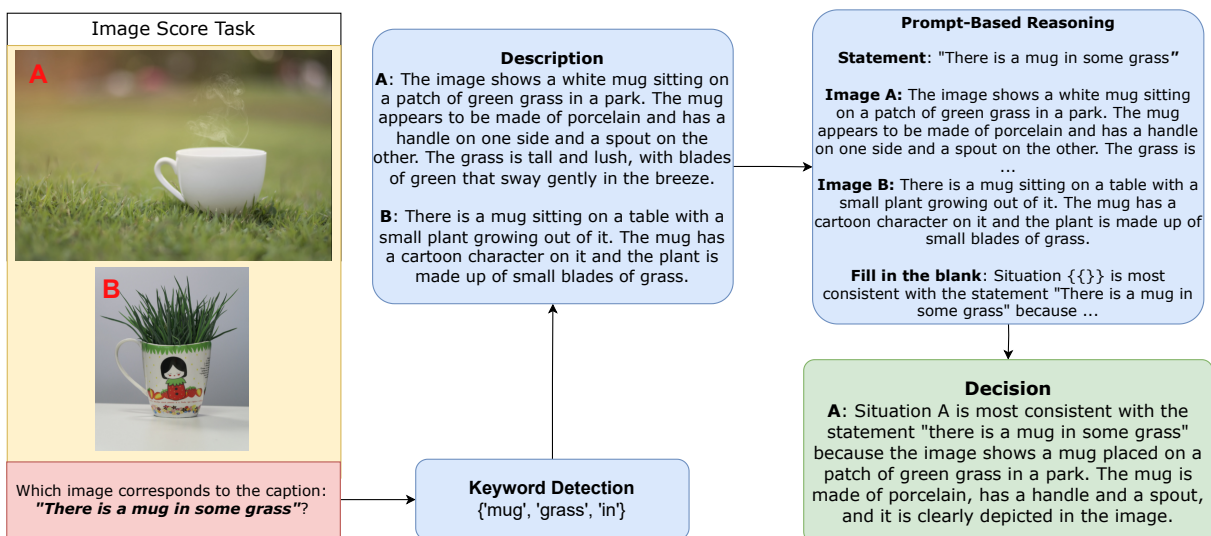 Image Score Task
A
B
Which image corresponds to the caption:
"There is a mug in some grass"?
Keyword Detection
{'mug', 'grass', 'in'}
Description
A: The image shows a white mug sitting on
a patch of green grass in a park. The mug
appears to be made of porcelain and has a
handle on one side and a spout on the
other. The grass is tall and lush, with blades
of green that sway gently in the breeze.
B: There is a mug sitting on a table with a
small plant growing out of it. The mug has
a cartoon character on it and the plant is
made up of small blades of grass.
Prompt-Based Reasoning
Statement: "There is a mug in some grass”
Image A: The image shows a white mug sitting
on a patch of green grass in a park. The mug
appears to be made of porcelain and has a handle
on one side and a spout on the other. The grass is
...
Image B: There is a mug sitting on a table with a
small plant growing out of it. The mug has a
cartoon character on it and the plant is made up of
small blades of grass.
Fill in the blank: Situation {{}} is most
consistent with the statement "There is a mug in
some grass" because ...
Decision
A: Situation A is most consistent with the
statement "there is a mug in some grass"
because the image shows a mug placed on a
patch of green grass in a park. The mug is
made of porcelain, has a handle and a spout,
and it is clearly depicted in the image.